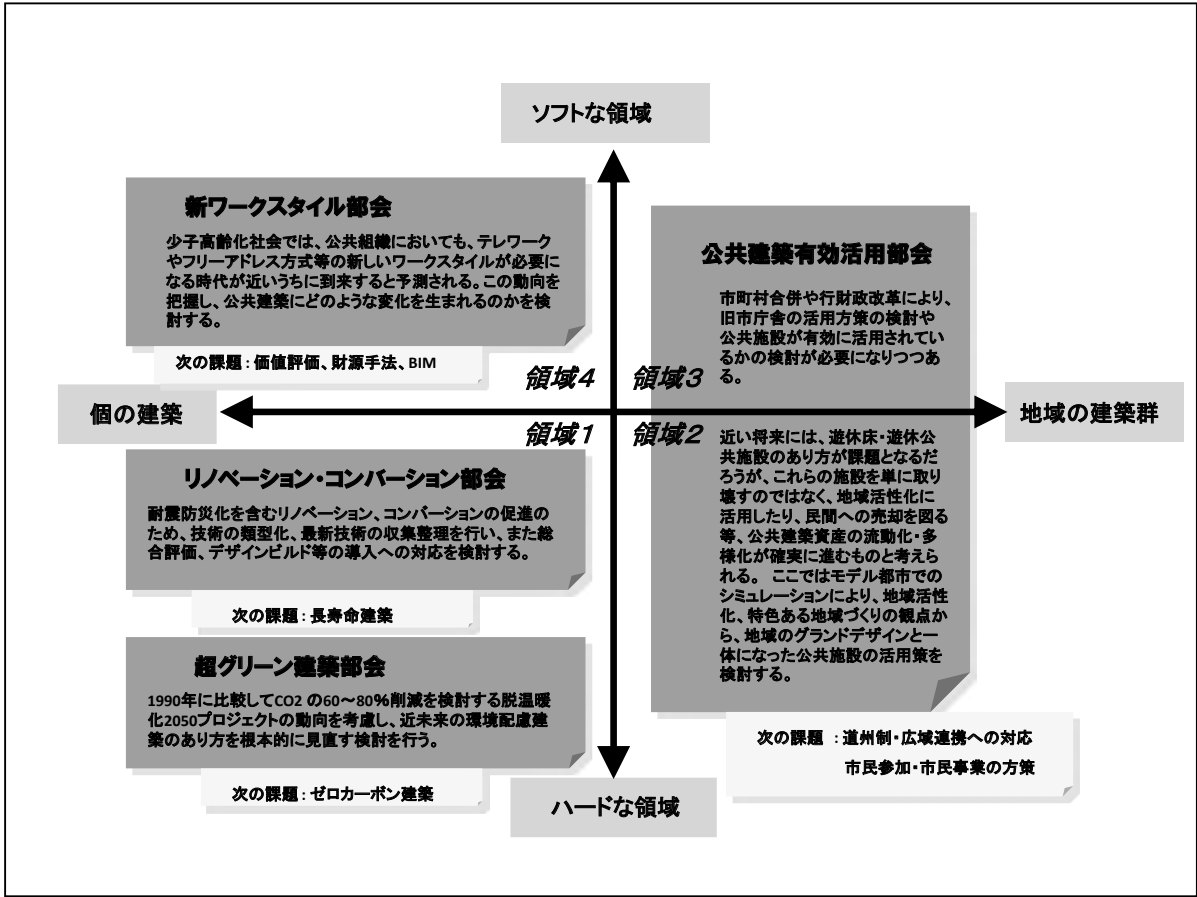 ソフトな領域
新ワークスタイル部会
少子高齢化社会では、公共組織においても、テレワーク
やフリーアドレス方式等の新しいワークスタイルが必要に
なる時代が近いうちに到来すると予測される。この動向を
把握し、公共建築にどのような変化を生まれるのかを検
討する。
次の課題：価値評価、財源手法、BIM
公共建築有効活用部会
市町村合併や行財政改革により、
旧市庁舎の活用方策の検討や
公共施設が有効に活用されてい
るかの検討が必要になりつつあ
る。
領域4
領域3
個の建築
地域の建築群
領域1
領域2
リノベーション・コンバーション部会
耐震防災化を含むリノベーション、コンバーションの促進の
ため、技術の類型化、最新技術の収集整理を行い、また総
合評価、デザインビルド等の導入への対応を検討する。
次の課題：長寿命建築
超グリーン建築部会
1990年に比較してCO2 の60～80%削減を検討する脱温暖
化2050プロジェクトの動向を考慮し、近未来の環境配慮建
築のあり方を根本的に見直す検討を行う。
次の課題：ゼロカーボン建築
近い将来には、遊休床・遊休公
共施設のあり方が課題となるだ
ろうが、これらの施設を単に取り
壊すのではなく、地域活性化に
活用したり、民間への売却を図る
等、公共建築資産の流動化・多
様化が確実に進むものと考えら
れる。 ここではモデル都市での
シミュレーションにより、地域活性
化、特色ある地域づくりの観点か
ら、地域のグランドデザインと一
体になった公共施設の活用策を
検討する。
次の課題 ：道州制・広域連携への対応
市民参加・市民事業の方策
ハードな領域